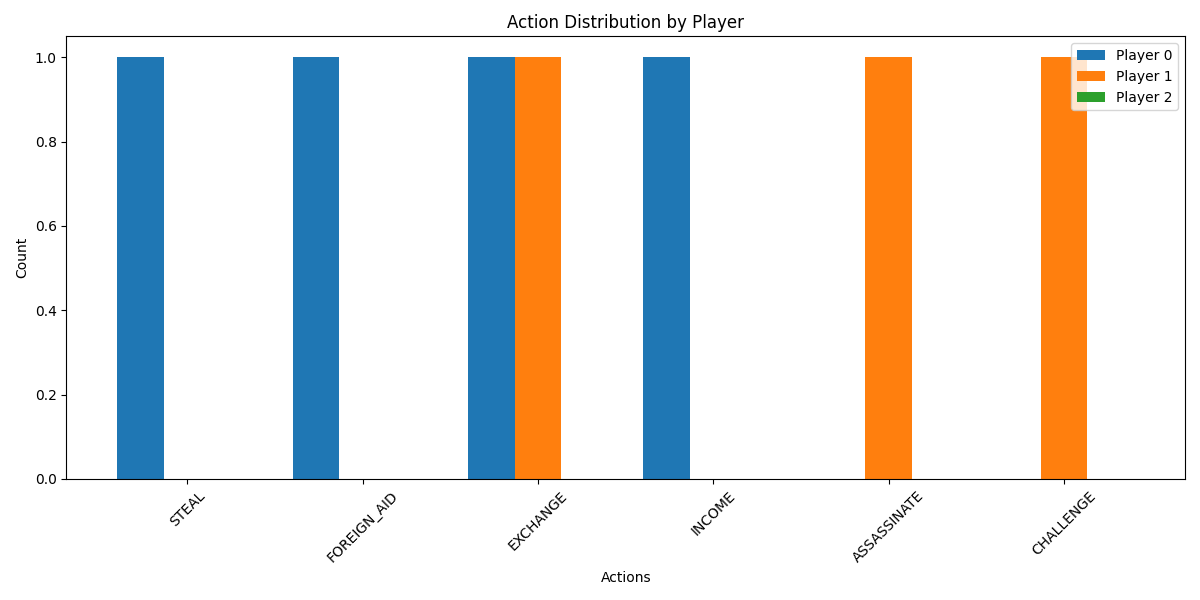 Action Distribution by Player
Player 0
Player 1
Player 2
Count
1.0
0.8
0.6
0.4
0.2
0.0
STEAL
FOREIGN_AID
EXCHANGE
INCOME
ASSASSINATE
CHALLENGE
Actions